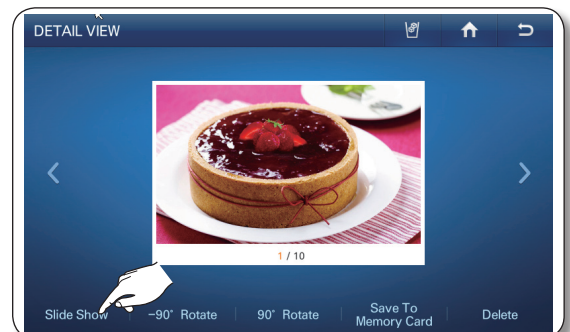 DETAIL VIEW
1 / 10
Slide Show
−90° Rotate
90° Rotate
Save To
Memory Card
Delete